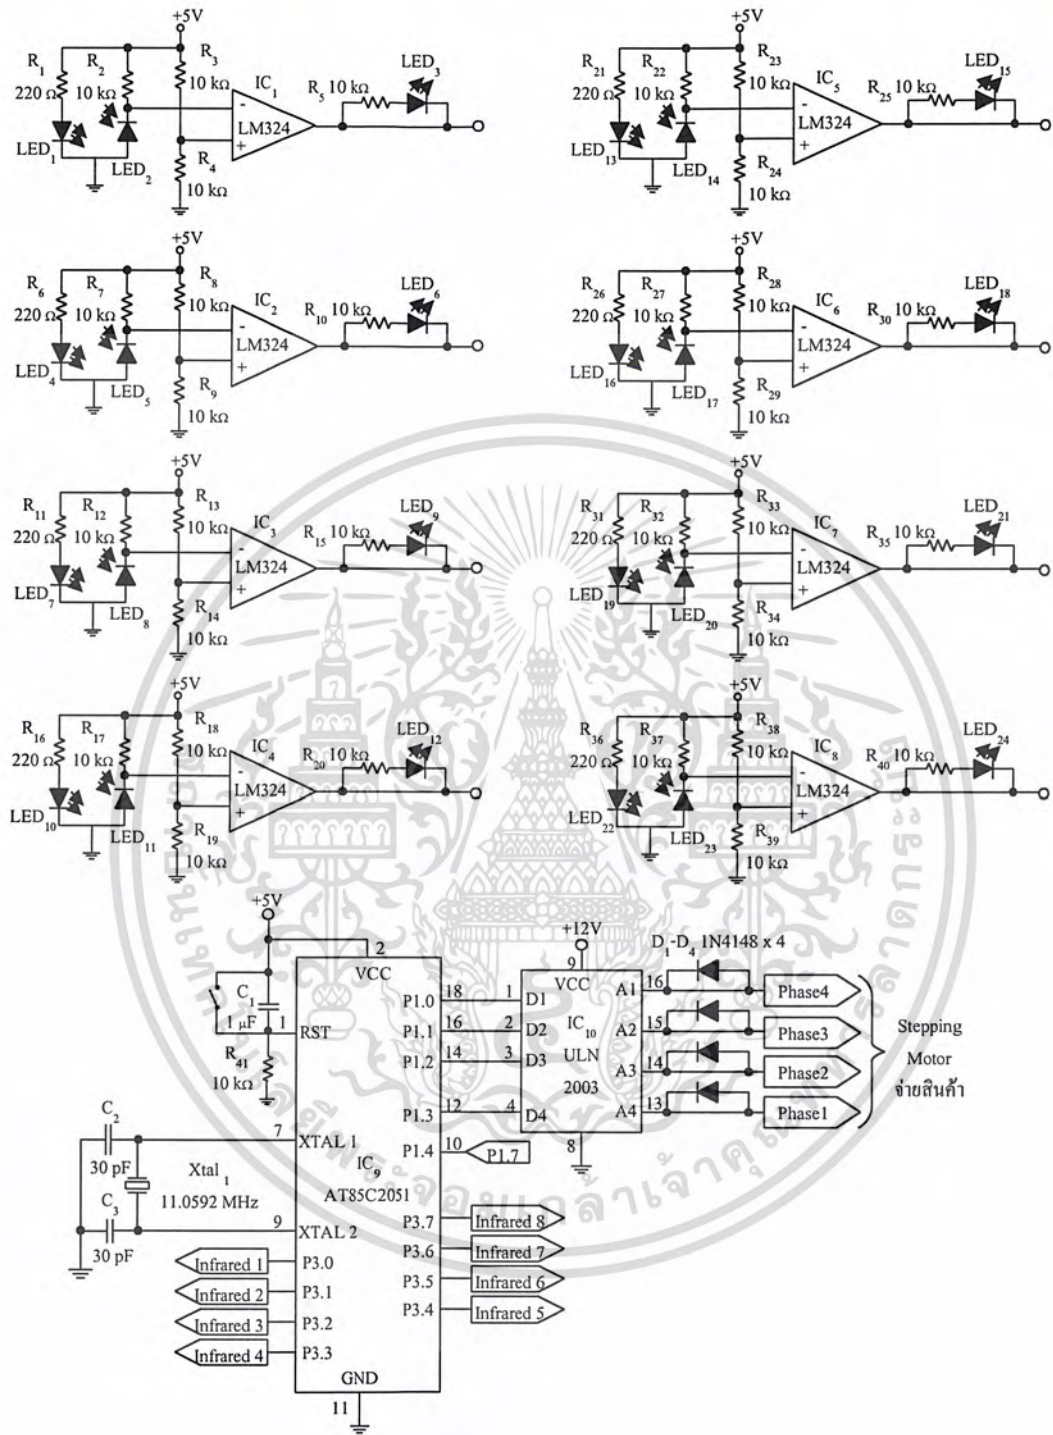 +5V
R1
220 Ω
R2
10 kΩ
R3
10 kΩ
IC1
LM324
-
+
R4
10 kΩ
R5 10 kΩ
LED3
LED1
LED2
+5V
R21
220 Ω
R22
10 kΩ
R23
10 kΩ
IC5
LM324
-
+
R24
10 kΩ
R25 10 kΩ
LED15
LED13
LED14
+5V
R6
220 Ω
R7
10 kΩ
R8
10 kΩ
IC2
LM324
-
+
R9
10 kΩ
R10 10 kΩ
LED6
LED4
LED5
+5V
R26
220 Ω
R27
10 kΩ
R28
10 kΩ
IC6
LM324
-
+
R29
10 kΩ
R30 10 kΩ
LED18
LED16
LED17
+5V
R11
220 Ω
R12
10 kΩ
R13
10 kΩ
IC3
LM324
-
+
R14
10 kΩ
R15 10 kΩ
LED9
LED7
LED8
+5V
R31
220 Ω
R32
10 kΩ
R33
10 kΩ
IC7
LM324
-
+
R34
10 kΩ
R35 10 kΩ
LED21
LED19
LED20
+5V
R16
220 Ω
R17
10 kΩ
R18
10 kΩ
IC4
LM324
-
+
R19
10 kΩ
R20 10 kΩ
LED12
LED10
LED11
+5V
R36
220 Ω
R37
10 kΩ
R38
10 kΩ
IC8
LM324
-
+
R39
10 kΩ
R40 10 kΩ
LED24
LED22
LED23
+5V
2
VCC
C1
1 μF
1
RST
R41
10 kΩ
C2
30 pF
7
XTAL 1
Xtal1
11.0592 MHz
C3
30 pF
9
XTAL 2
IC9
AT85C2051
Infrared 1
P3.0
Infrared 2
P3.1
Infrared 3
P3.2
Infrared 4
P3.3
GND
11
P1.0
18
P1.1
16
P1.2
14
P1.3
12
P1.4
10
P1.7
P3.7
Infrared 8
P3.6
Infrared 7
P3.5
Infrared 6
P3.4
Infrared 5
+12V
9
VCC
1
D1
2
D2
3
D3
4
D4
IC10
ULN
2003
8
A1
16
A2
15
A3
14
A4
13
D1-D4 1N4148 x 4
Phase4
Phase3
Phase2
Phase1
Stepping
Motor
จ่ายสินค้า